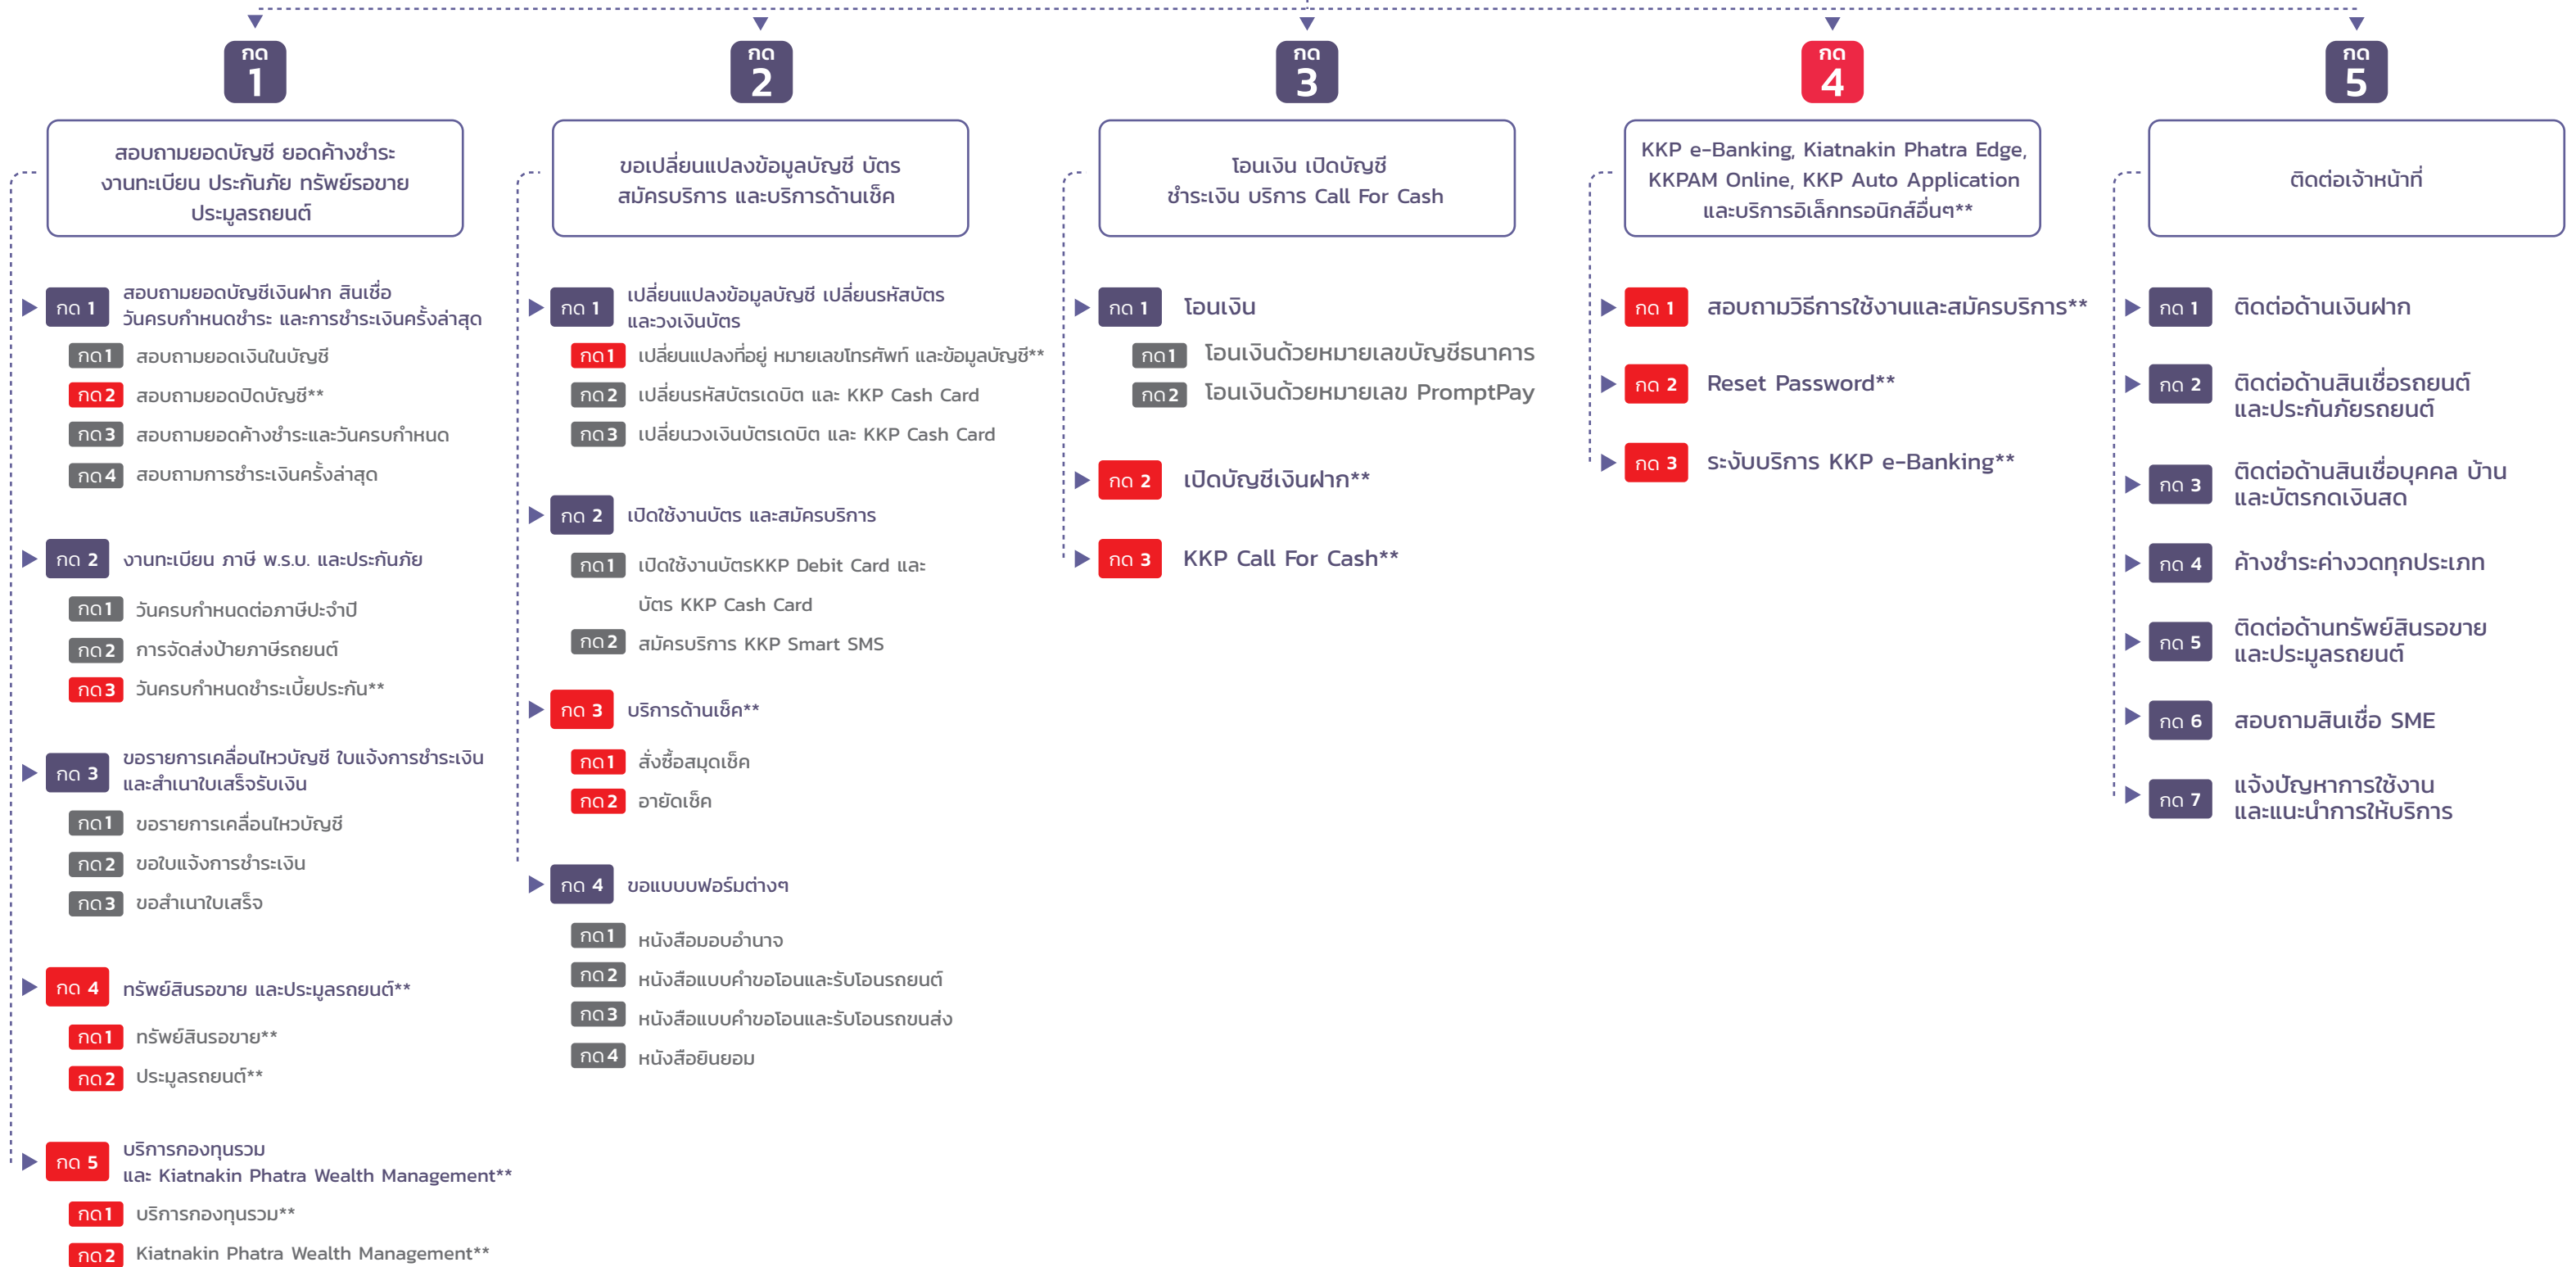 กด
1
สอบถามยอดบัญชี ยอดค้างชำระ
งานทะเบียน ประกันภัย ทรัพย์รอขาย
ประมูลรถยนต์
กด 1
สอบถามยอดบัญชีเงินฝาก สินเชื่อ
วันครบกำหนดชำระ และการชำระเงินครั้งล่าสุด
กด1 สอบถามยอดเงินในบัญชี
กด2 สอบถามยอดปิดบัญชี**
กด3 สอบถามยอดค้างชำระและวันครบกำหนด
กด4 สอบถามการชำระเงินครั้งล่าสุด
กด 2 งานทะเบียน ภาษี พ.ร.บ. และประกันภัย
กด1 วันครบกำหนดต่อภาษีปะจำปี
กด2 การจัดส่งป้ายภาษีรถยนต์
กด3 วันครบกำหนดชำระเบี้ยประกัน**
กด 3
ขอรายการเคลื่อนไหวบัญชี ใบแจ้งการชำระเงิน
และสำเนาใบเสร็จรับเงิน
กด1 ขอรายการเคลื่อนไหวบัญชี
กด2 ขอใบแจ้งการชำระเงิน
กด3 ขอสำเนาใบเสร็จ
กด 4 ทรัพย์สินรอขาย และประมูลรถยนต์**
กด1 ทรัพย์สินรอขาย**
กด2 ประมูลรถยนต์**
กด 5
บริการกองทุนรวม
และ Kiatnakin Phatra Wealth Management**
กด1 บริการกองทุนรวม**
กด2 Kiatnakin Phatra Wealth Management**
กด
2
ขอเปลี่ยนแปลงข้อมูลบัญชี บัตร
สมัครบริการ และบริการด้านเช็ค
กด 1
เปลี่ยนแปลงข้อมูลบัญชี เปลี่ยนรหัสบัตร
และวงเงินบัตร
กด1 เปลี่ยนแปลงที่อยู่ หมายเลขโทรศัพท์ และข้อมูลบัญชี**
กด2 เปลี่ยนรหัสบัตรเดบิต และ KKP Cash Card
กด3 เปลี่ยนวงเงินบัตรเดบิต และ KKP Cash Card
กด 2 เปิดใช้งานบัตร และสมัครบริการ
กด1 เปิดใช้งานบัตรKKP Debit Card และ
บัตร KKP Cash Card
กด2 สมัครบริการ KKP Smart SMS
กด 3 บริการด้านเช็ค**
กด1 สั่งซื้อสมุดเช็ค
กด2 อายัดเช็ค
กด 4 ขอแบบบฟอร์มต่างๆ
กด1 หนังสือมอบอำนาจ
กด2 หนังสือแบบคำขอโอนและรับโอนรถยนต์
กด3 หนังสือแบบคำขอโอนและรับโอนรถขนส่ง
กด4 หนังสือยินยอม
กด
3
โอนเงิน เปิดบัญชี
ชำระเงิน บริการ Call For Cash
กด 1 โอนเงิน
กด1 โอนเงินด้วยหมายเลขบัญชีธนาคาร
กด2 โอนเงินด้วยหมายเลข PromptPay
กด 2 เปิดบัญชีเงินฝาก**
กด 3 KKP Call For Cash**
กด
4
KKP e-Banking, Kiatnakin Phatra Edge,
KKPAM Online, KKP Auto Application
และบริการอิเล็กทรอนิกส์อื่นๆ**
กด 1 สอบถามวิธีการใช้งานและสมัครบริการ**
กด 2 Reset Password**
กด 3 ระงับบริการ KKP e-Banking**
กด
5
ติดต่อเจ้าหน้าที่
กด 1 ติดต่อด้านเงินฝาก
กด 2
ติดต่อด้านสินเชื่อรถยนต์
และประกันภัยรถยนต์
กด 3
ติดต่อด้านสินเชื่อบุคคล บ้าน
และบัตรกดเงินสด
กด 4 ค้างชำระค่างวดทุกประเภท
กด 5
ติดต่อด้านทรัพย์สินรอขาย
และประมูลรถยนต์
กด 6 สอบถามสินเชื่อ SME
กด 7
แจ้งปัญหาการใช้งาน
และแนะนำการให้บริการ